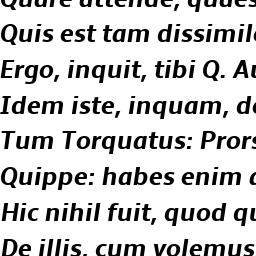 Quare attende, quaes
Quis est tam dissimile
Ergo, inquit, tibi Q. Au
Idem iste, inquam, de
Tum Torquatus: Prors
Quippe: habes enim a
Hic nihil fuit, quod qu
De illis, cum volemus